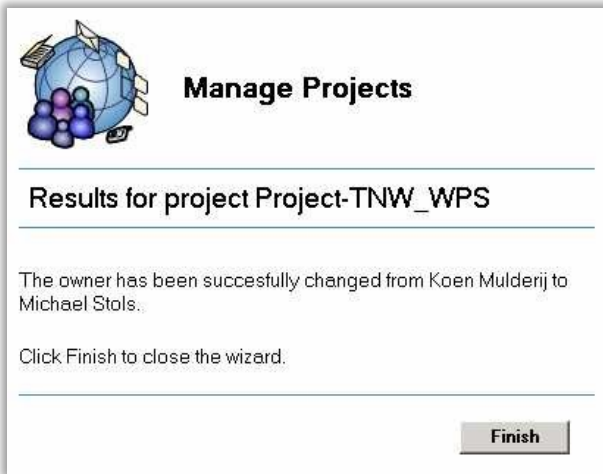 Manage Projects
Results for project Project-TNW_WPS
The owner has been succesfully changed from Koen Mulderij to
Michael Stols.
Click Finish to close the wizard.
Finish